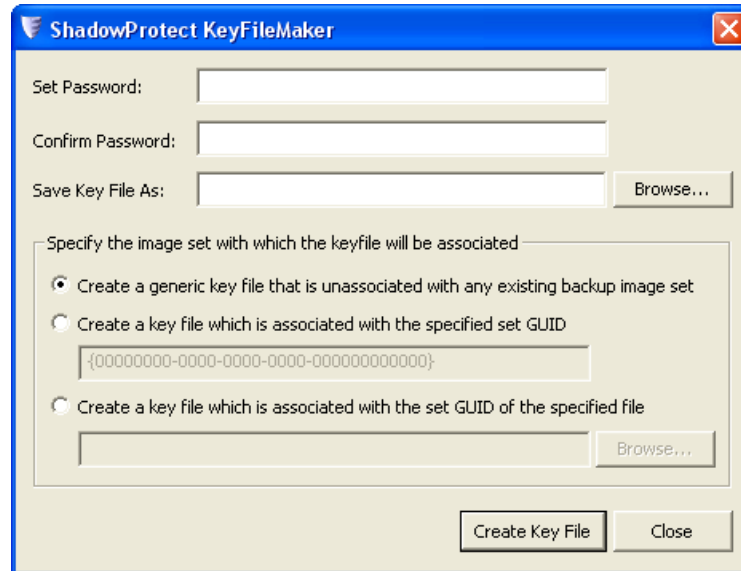 ShadowProtect KeyFileMaker
Set Password:
Confirm Password:
Save Key File As:
Browse...
Specify the image set with which the keyfile will be associated
Create a generic key file that is unassociated with any existing backup image set
Create a key file which is associated with the specified set GUID
{00000000-0000-0000-0000-000000000000}
Create a key file which is associated with the set GUID of the specified file
Browse...
Create Key File
Close